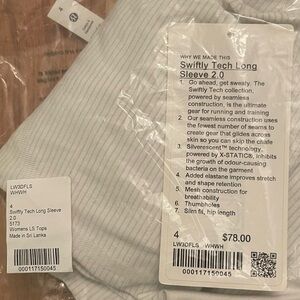 4
WHY WE MADE THIS
Swiftly Tech Long
Sleeve 2.0
1. Go ahead, get sweaty. The
Swiftly Tech collection,
powered by seamless
construction, is the ultimate
gear for running and training
2. Our seamless construction uses
the fewest number of seams to
create gear that glides across
skin so you can skip the chafe
3. Silverescent™ technology,
powered by X-STATIC®, inhibits
the growth of odour-causing
bacteria on the garment
4. Added elastane improves stretch
and shape retention
5. Mesh construction for
breathability
6. Thumbholes
7. Slim fit, hip length
4 $78.00
LW3DFLS WHWH
000117150045
LW3DFLS
WHWH
4
Swiftly Tech Long Sleeve
2.0
5173
Womens LS Tops
Made in Sri Lanka
000117150045